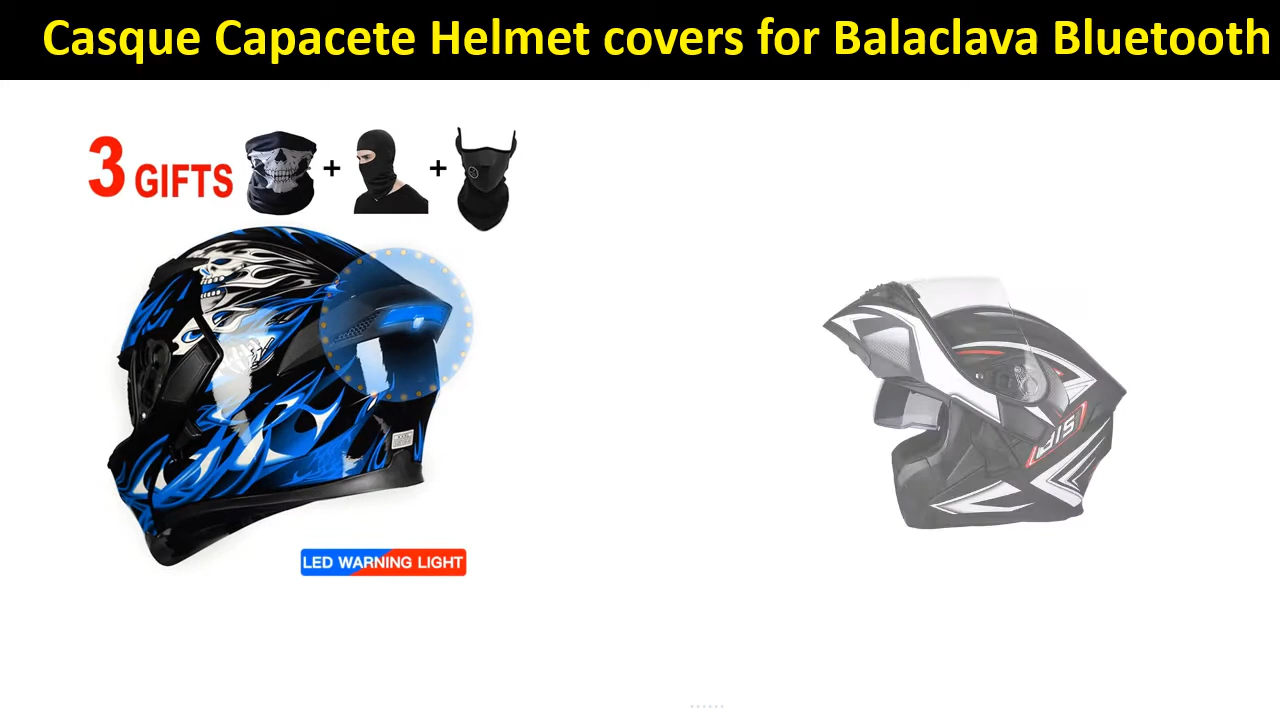 Casque Capacete Helmet covers for Balaclava Bluetooth
3 GIFTS
+ +
LED WARNING LIGHT